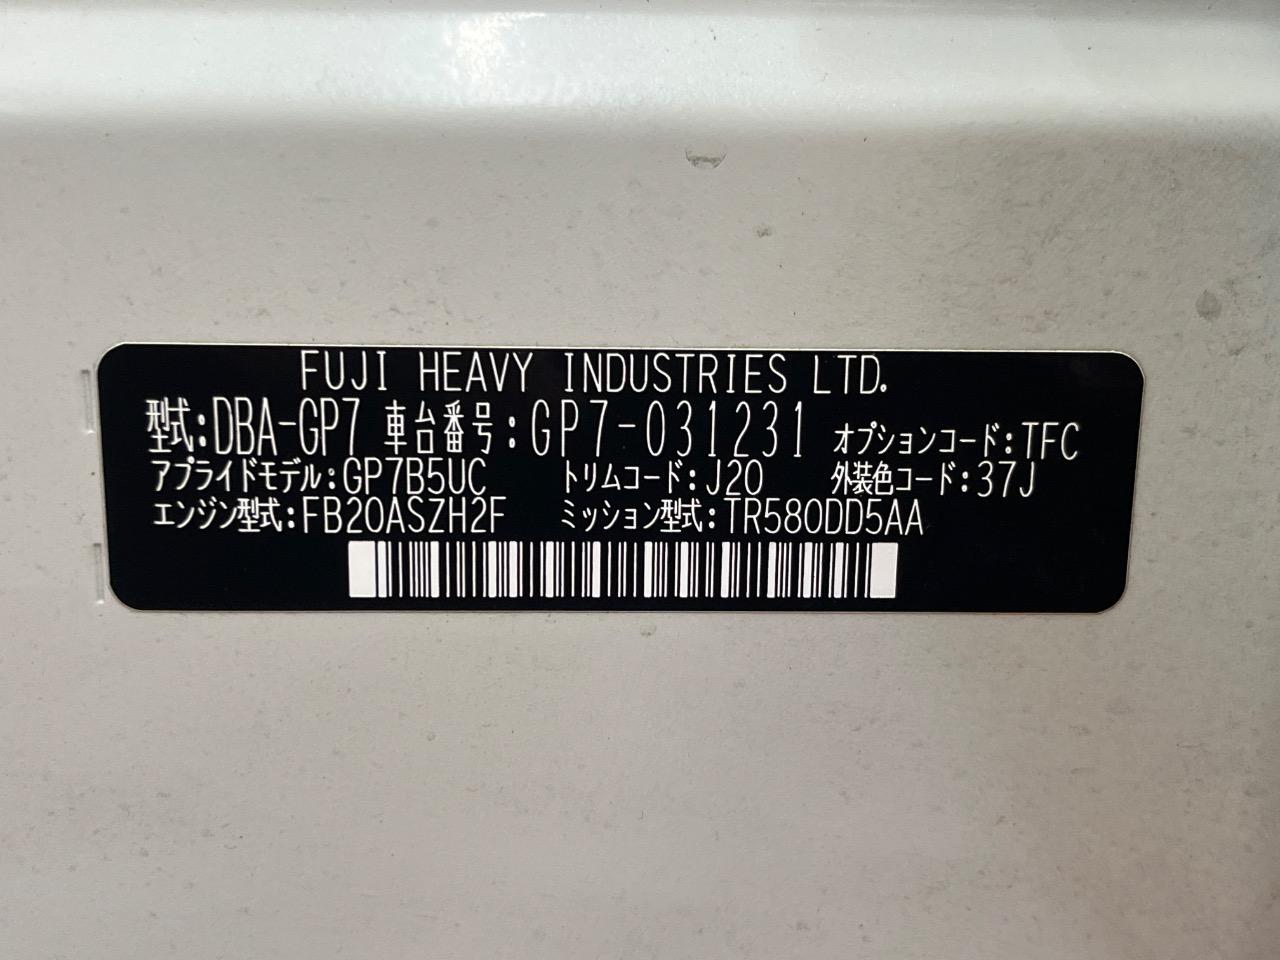 FUJI HEAVY INDUSTRIES LTD.
型式:DBA-GP7 車台番号:GP7-031231 オプションコード:TFC
アプライドモデル:GP7B5UC トリムコード:J20 外装色コード:37J
エンジン型式:FB20ASZH2F ミッション型式:TR580DD5AA